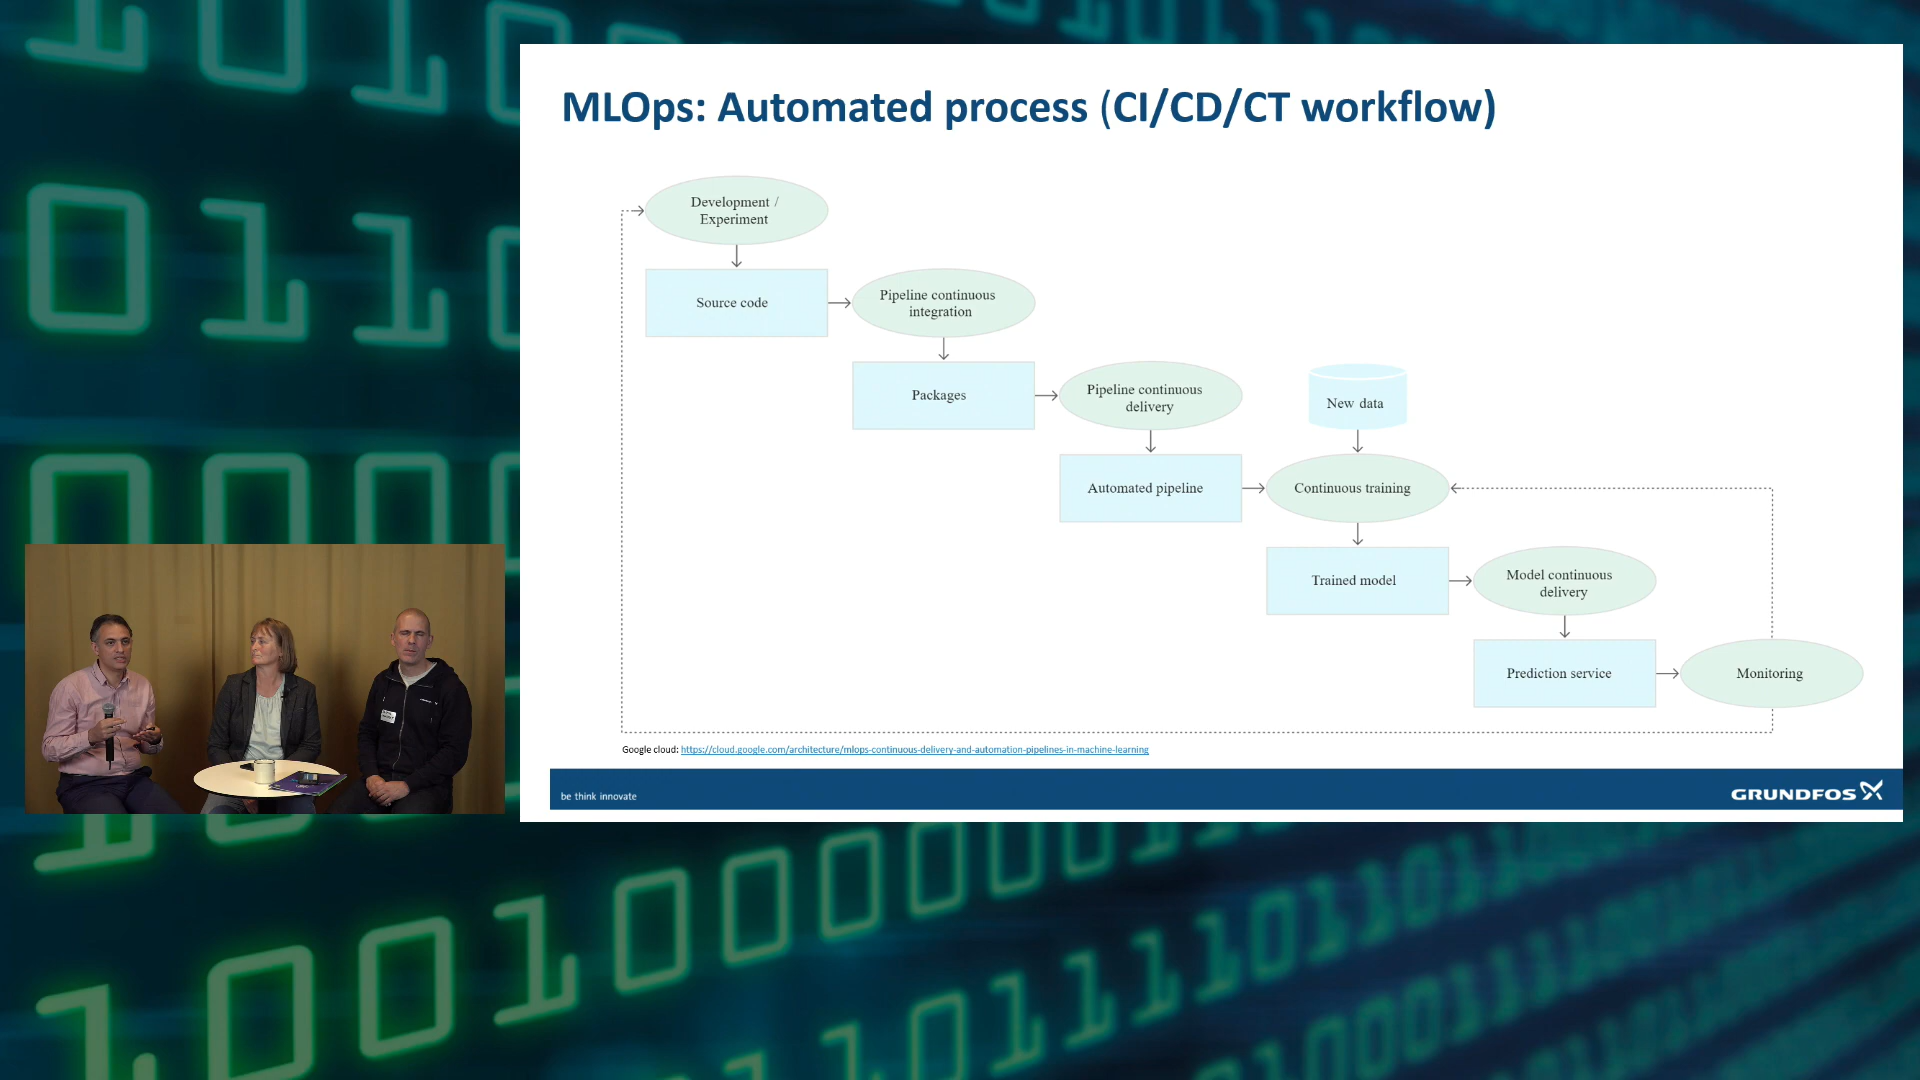 MLOps: Automated process (CI/CD/CT workflow)
Development /
Experiment
Source code
Pipeline continuous
integration
Packages
Pipeline continuous
delivery
New data
Automated pipeline
Continuous training
Trained model
Model continuous
delivery
Prediction service
Monitoring
Google cloud: https://cloud.google.com/architecture/mlops-continuous-delivery-and-automation-pipelines-in-machine-learning
be think innovate
GRUNDFOS